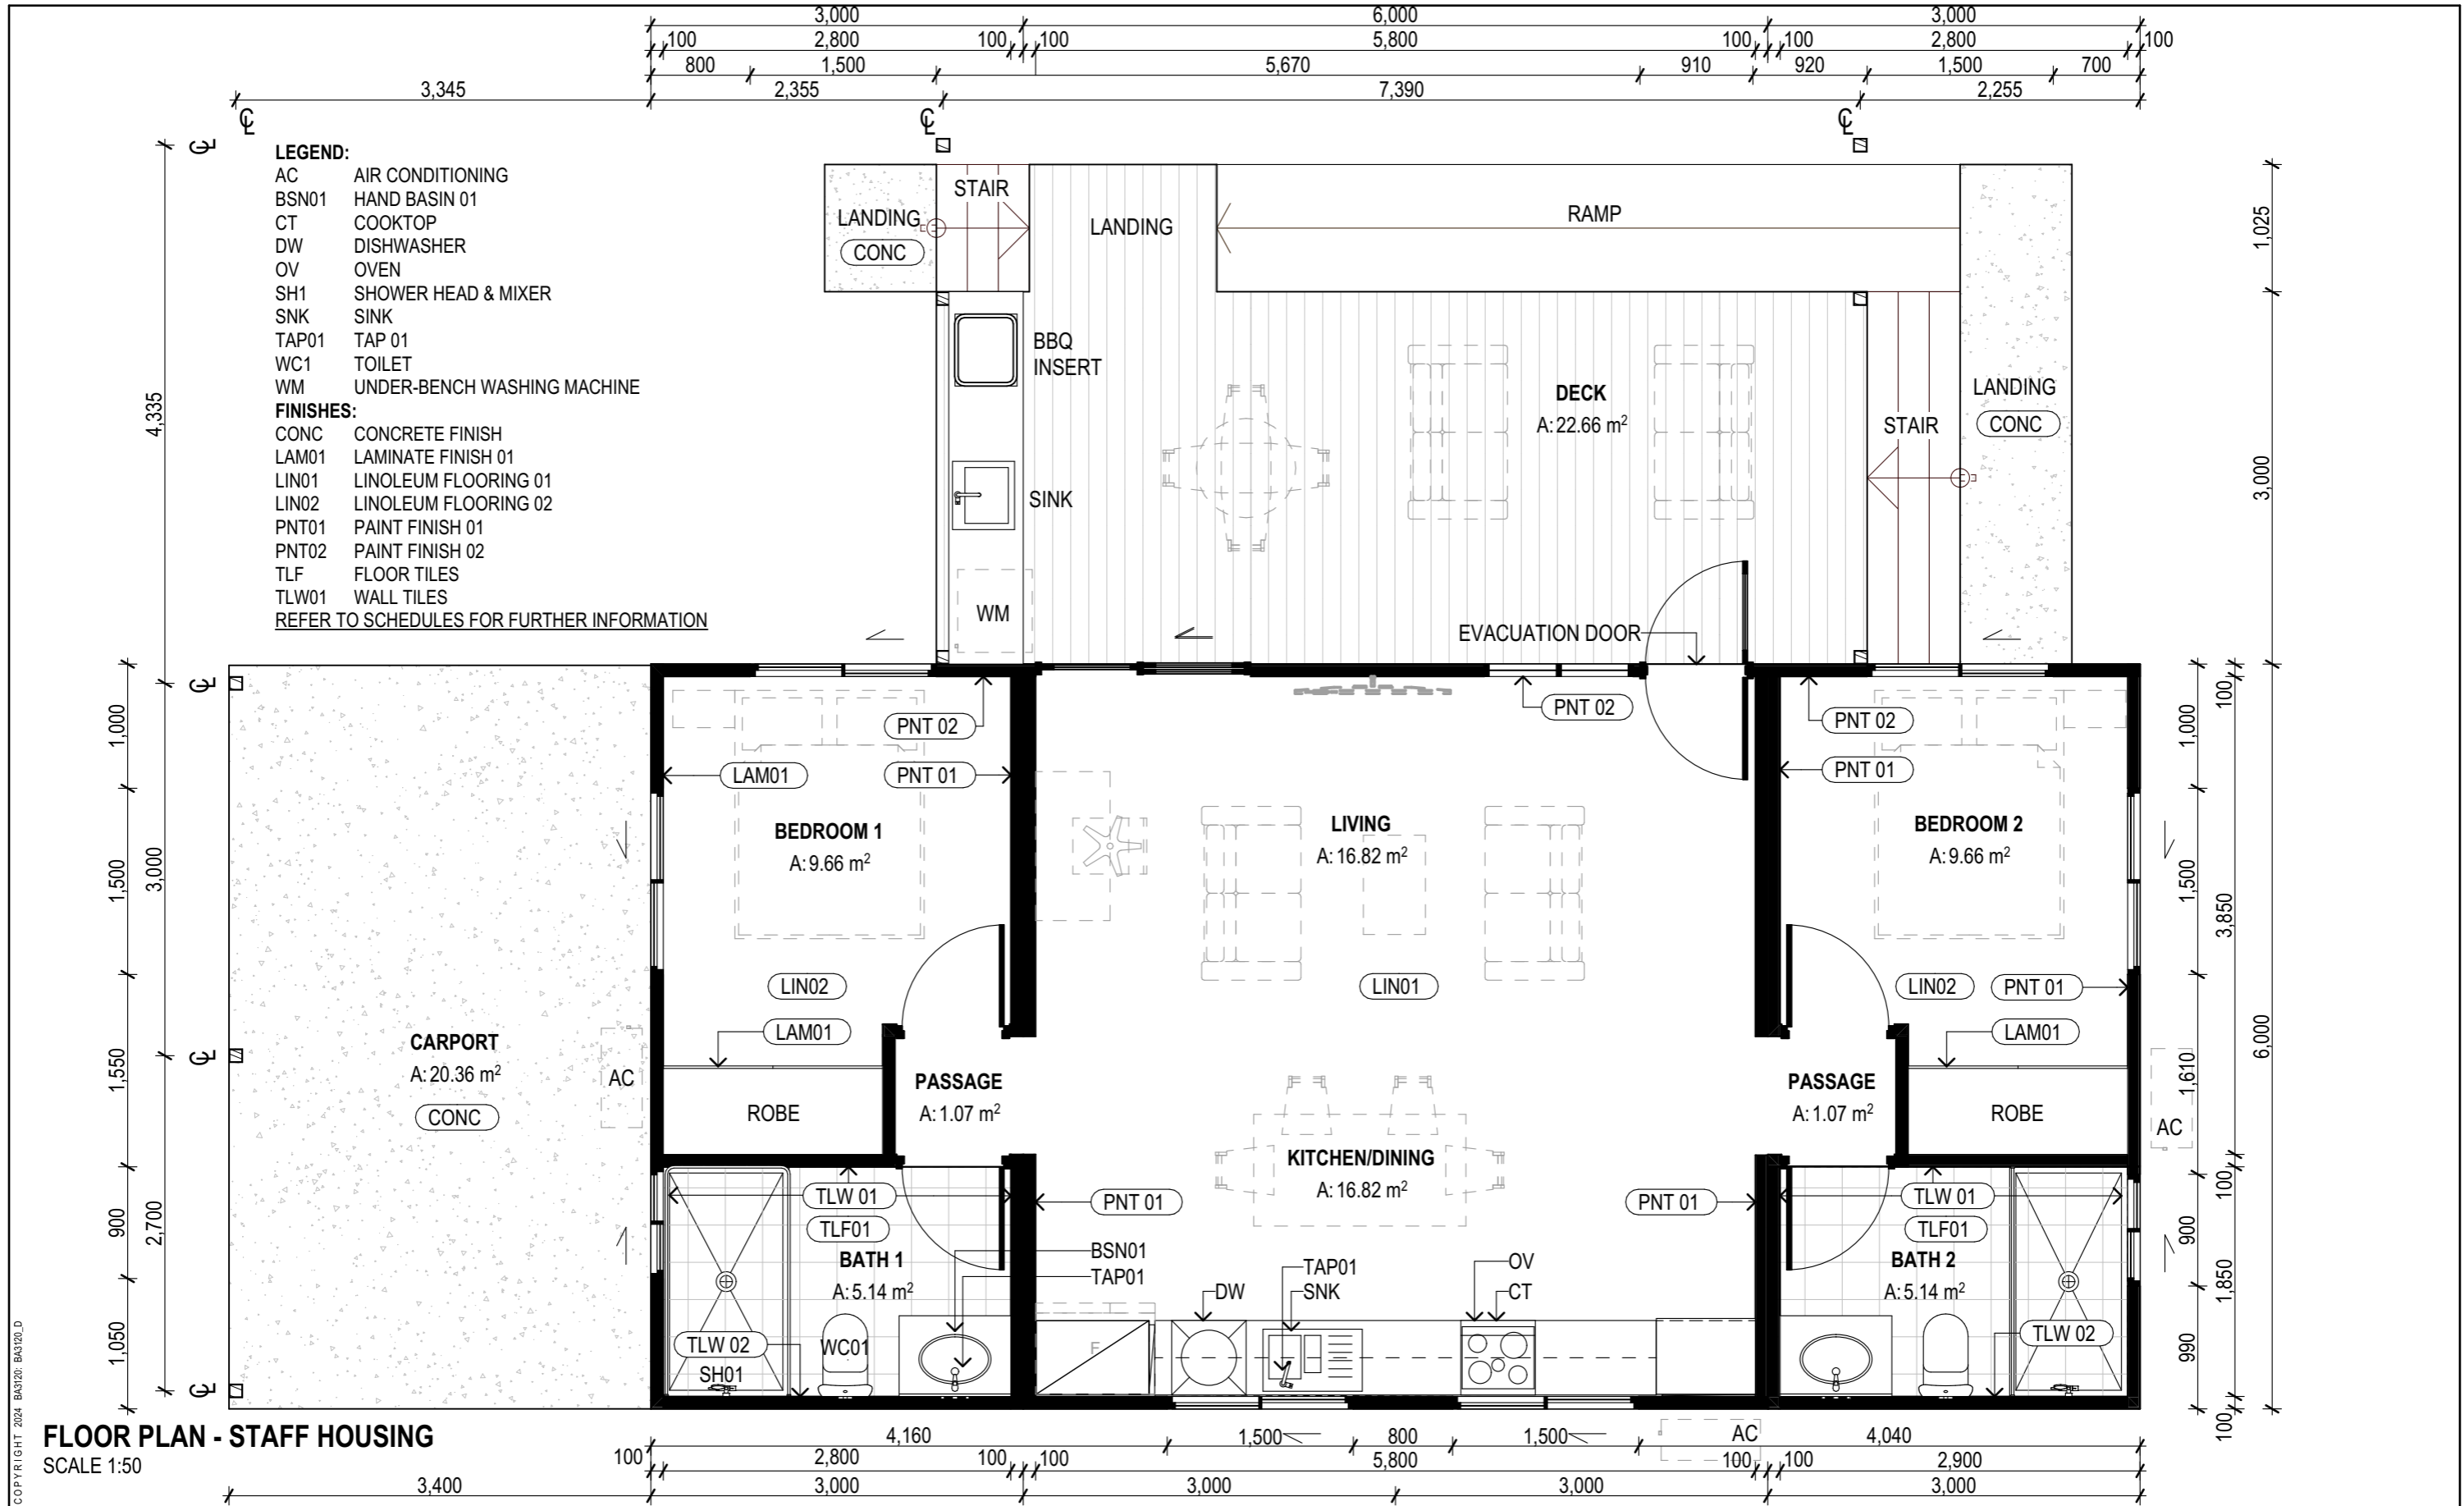 3,000 6,000 3,000
100 2,800 100 100 5,800 100 100 2,800 100
800 1,500 5,670 910 920 1,500 700
3,345 2,355 7,390 2,255
℄ ℄ ℄
℄
LEGEND:
AC AIR CONDITIONING
BSN01 HAND BASIN 01
CT COOKTOP
DW DISHWASHER
OV OVEN
SH1 SHOWER HEAD & MIXER
SNK SINK
TAP01 TAP 01
WC1 TOILET
WM UNDER-BENCH WASHING MACHINE
FINISHES:
CONC CONCRETE FINISH
LAM01 LAMINATE FINISH 01
LIN01 LINOLEUM FLOORING 01
LIN02 LINOLEUM FLOORING 02
PNT01 PAINT FINISH 01
PNT02 PAINT FINISH 02
TLF FLOOR TILES
TLW01 WALL TILES
REFER TO SCHEDULES FOR FURTHER INFORMATION
STAIR
LANDING
CONC
LANDING
RAMP
1,025
BBQ
INSERT
SINK
WM
DECK
A: 22.66 m²
STAIR
LANDING
CONC
4,335
3,000
EVACUATION DOOR
℄
℄
℄
1,000
1,500
1,550
900
1,050
3,000
2,700
PNT 02
LAM01
PNT 01
BEDROOM 1
A: 9.66 m²
LIN02
LAM01
ROBE
CARPORT
A: 20.36 m²
CONC
AC
PASSAGE
A: 1.07 m²
PNT 02
LIVING
A: 16.82 m²
LIN01
KITCHEN/DINING
A: 16.82 m²
PNT 01
PNT 01
PNT 02
PNT 01
BEDROOM 2
A: 9.66 m²
LIN02
PNT 01
LAM01
PASSAGE
A: 1.07 m²
ROBE
AC
TLW 01
TLF01
BATH 1
A: 5.14 m²
TLW 02
SH01
WC01
BSN01
TAP01
F
DW
TAP01
SNK
OV
CT
TLW 01
TLF01
BATH 2
A: 5.14 m²
TLW 02
1,000
1,500
1,610
900
990
100
3,850
100
1,850
100
6,000
FLOOR PLAN - STAFF HOUSING
SCALE 1:50
4,160 1,500 800 1,500 AC 4,040
100 2,800 100 100 5,800 100 100 2,900
3,400 3,000 3,000 3,000 3,000
COPYRIGHT 2024 BA3120: BA3120_D